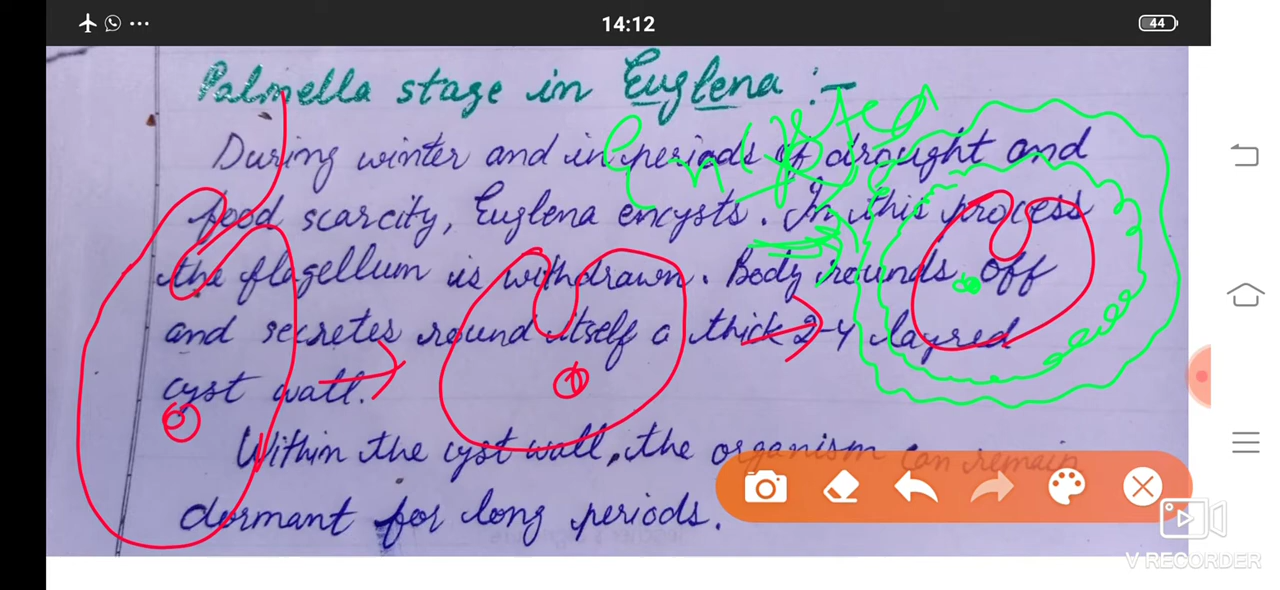 14:12
44
Palmella stage in Euglena :-
During winter and in periods of drought and
food scarcity, Euglena encysts. In this process
the flagellum is withdrawn. Body rounds off
and secretes round itself a thick 2-4 layred
cyst wall.
Within the cyst wall, the organism can remain
dormant for long periods.
V RECORDER